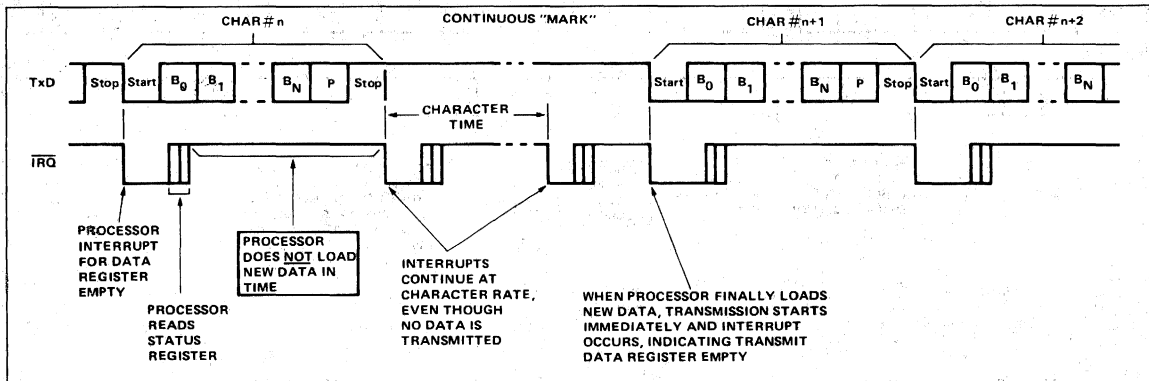 CHAR#n
CONTINUOUS "MARK"
CHAR#n+1
CHAR#n+2
TxD
Stop Start B0 B1 BN P Stop Start B0 B1 BN P Stop Start B0 B1 BN
CHARACTER
TIME
IRQ
PROCESSOR
INTERRUPT
FOR DATA
REGISTER
EMPTY
PROCESSOR
READS
STATUS
REGISTER
PROCESSOR
DOES NOT LOAD
NEW DATA IN
TIME
INTERRUPTS
CONTINUE AT
CHARACTER RATE,
EVEN THOUGH
NO DATA IS
TRANSMITTED
WHEN PROCESSOR FINALLY LOADS
NEW DATA, TRANSMISSION STARTS
IMMEDIATELY AND INTERRUPT
OCCURS, INDICATING TRANSMIT
DATA REGISTER EMPTY